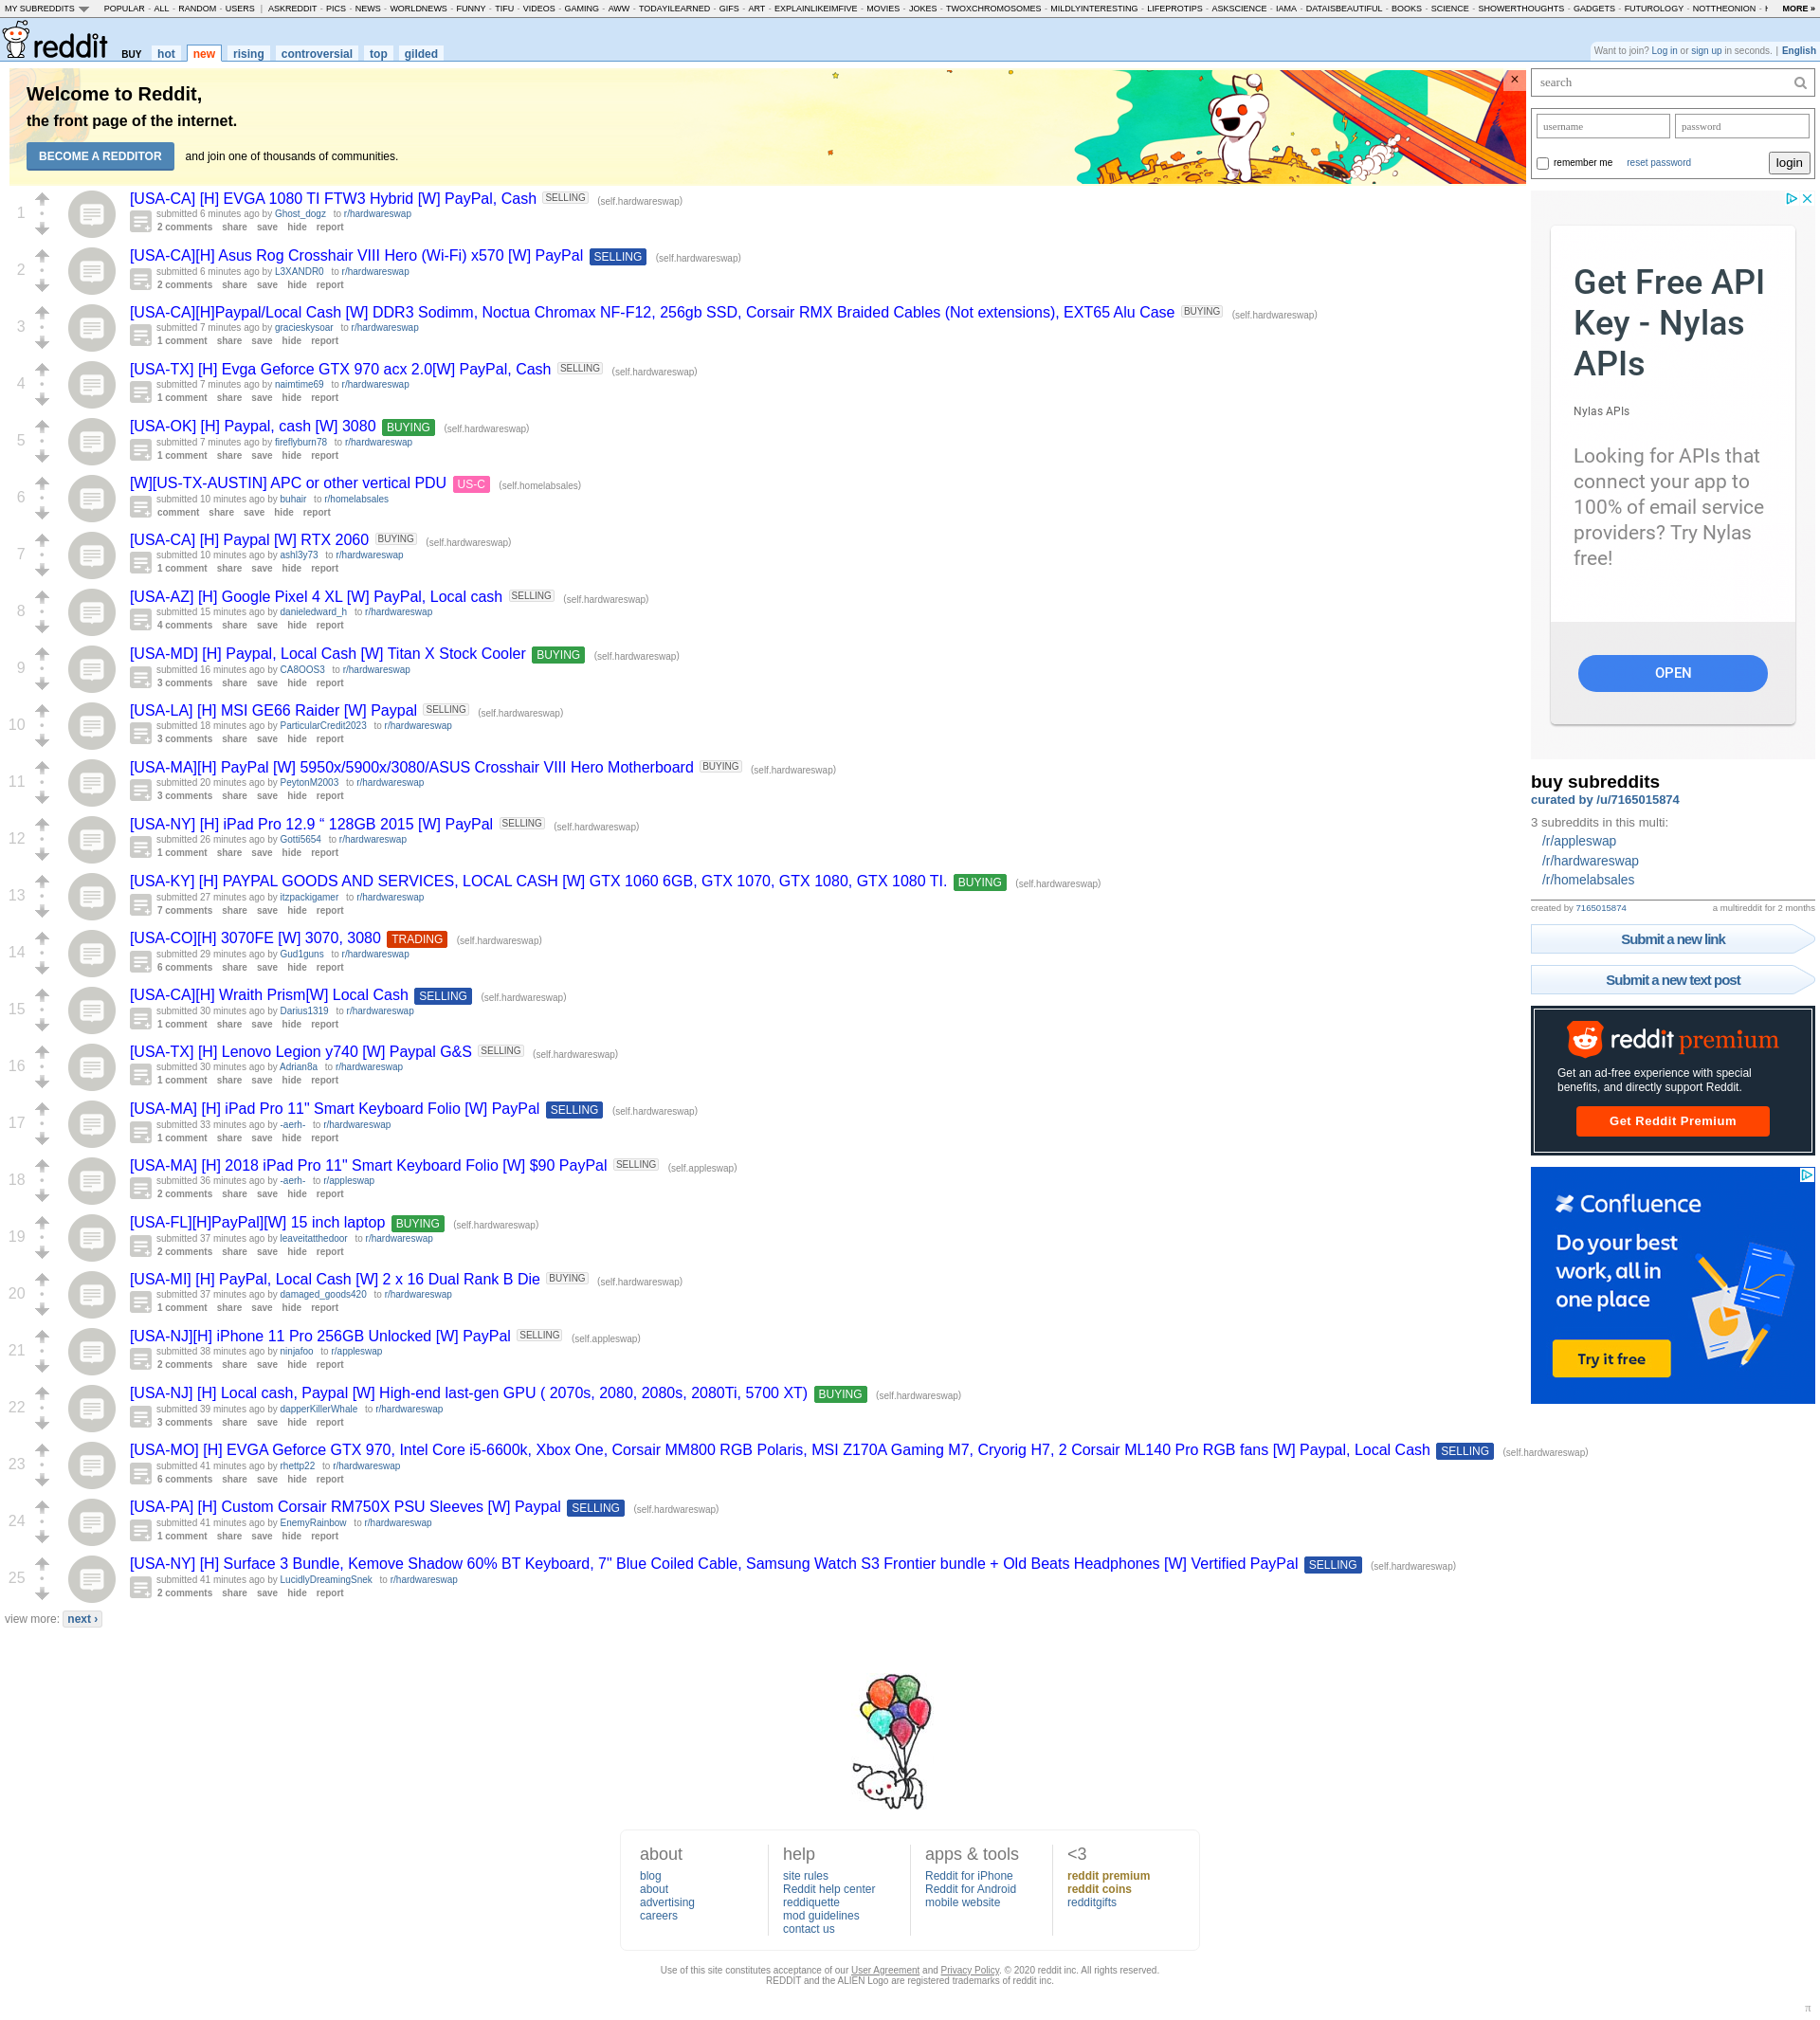 MY SUBREDDITS POPULAR - ALL - RANDOM - USERS | ASKREDDIT - PICS - NEWS - WORLDNEWS - FUNNY - TIFU - VIDEOS - GAMING - AWW - TODAYILEARNED - GIFS - ART - EXPLAINLIKEIMFIVE - MOVIES - JOKES - TWOXCHROMOSOMES - MILDLYINTERESTING - LIFEPROTIPS - ASKSCIENCE - IAMA - DATAISBEAUTIFUL - BOOKS - SCIENCE - SHOWERTHOUGHTS - GADGETS - FUTUROLOGY - NOTTHEONION - MORE »
reddit BUY hot new rising controversial top gilded
Want to join? Log in or sign up in seconds. | English
Welcome to Reddit,
the front page of the internet.
BECOME A REDDITOR and join one of thousands of communities.
×
1
[USA-CA] [H] EVGA 1080 TI FTW3 Hybrid [W] PayPal, Cash SELLING (self.hardwareswap)
submitted 6 minutes ago by Ghost_dogz to r/hardwareswap
2 comments share save hide report
2
[USA-CA][H] Asus Rog Crosshair VIII Hero (Wi-Fi) x570 [W] PayPal SELLING (self.hardwareswap)
submitted 6 minutes ago by L3XANDR0 to r/hardwareswap
2 comments share save hide report
3
[USA-CA][H]Paypal/Local Cash [W] DDR3 Sodimm, Noctua Chromax NF-F12, 256gb SSD, Corsair RMX Braided Cables (Not extensions), EXT65 Alu Case BUYING (self.hardwareswap)
submitted 7 minutes ago by gracieskysoar to r/hardwareswap
1 comment share save hide report
4
[USA-TX] [H] Evga Geforce GTX 970 acx 2.0[W] PayPal, Cash SELLING (self.hardwareswap)
submitted 7 minutes ago by naimtime69 to r/hardwareswap
1 comment share save hide report
5
[USA-OK] [H] Paypal, cash [W] 3080 BUYING (self.hardwareswap)
submitted 7 minutes ago by fireflyburn78 to r/hardwareswap
1 comment share save hide report
6
[W][US-TX-AUSTIN] APC or other vertical PDU US-C (self.homelabsales)
submitted 10 minutes ago by buhair to r/homelabsales
comment share save hide report
7
[USA-CA] [H] Paypal [W] RTX 2060 BUYING (self.hardwareswap)
submitted 10 minutes ago by ashl3y73 to r/hardwareswap
1 comment share save hide report
8
[USA-AZ] [H] Google Pixel 4 XL [W] PayPal, Local cash SELLING (self.hardwareswap)
submitted 15 minutes ago by danieledward_h to r/hardwareswap
4 comments share save hide report
9
[USA-MD] [H] Paypal, Local Cash [W] Titan X Stock Cooler BUYING (self.hardwareswap)
submitted 16 minutes ago by CA8OOS3 to r/hardwareswap
3 comments share save hide report
10
[USA-LA] [H] MSI GE66 Raider [W] Paypal SELLING (self.hardwareswap)
submitted 18 minutes ago by ParticularCredit2023 to r/hardwareswap
3 comments share save hide report
11
[USA-MA][H] PayPal [W] 5950x/5900x/3080/ASUS Crosshair VIII Hero Motherboard BUYING (self.hardwareswap)
submitted 20 minutes ago by PeytonM2003 to r/hardwareswap
3 comments share save hide report
12
[USA-NY] [H] iPad Pro 12.9 “ 128GB 2015 [W] PayPal SELLING (self.hardwareswap)
submitted 26 minutes ago by Gotti5654 to r/hardwareswap
1 comment share save hide report
13
[USA-KY] [H] PAYPAL GOODS AND SERVICES, LOCAL CASH [W] GTX 1060 6GB, GTX 1070, GTX 1080, GTX 1080 TI. BUYING (self.hardwareswap)
submitted 27 minutes ago by itzpackigamer to r/hardwareswap
7 comments share save hide report
14
[USA-CO][H] 3070FE [W] 3070, 3080 TRADING (self.hardwareswap)
submitted 29 minutes ago by Gud1guns to r/hardwareswap
6 comments share save hide report
15
[USA-CA][H] Wraith Prism[W] Local Cash SELLING (self.hardwareswap)
submitted 30 minutes ago by Darius1319 to r/hardwareswap
1 comment share save hide report
16
[USA-TX] [H] Lenovo Legion y740 [W] Paypal G&S SELLING (self.hardwareswap)
submitted 30 minutes ago by Adrian8a to r/hardwareswap
1 comment share save hide report
17
[USA-MA] [H] iPad Pro 11" Smart Keyboard Folio [W] PayPal SELLING (self.hardwareswap)
submitted 33 minutes ago by -aerh- to r/hardwareswap
1 comment share save hide report
18
[USA-MA] [H] 2018 iPad Pro 11" Smart Keyboard Folio [W] $90 PayPal SELLING (self.appleswap)
submitted 36 minutes ago by -aerh- to r/appleswap
2 comments share save hide report
19
[USA-FL][H]PayPal][W] 15 inch laptop BUYING (self.hardwareswap)
submitted 37 minutes ago by leaveitatthedoor to r/hardwareswap
2 comments share save hide report
20
[USA-MI] [H] PayPal, Local Cash [W] 2 x 16 Dual Rank B Die BUYING (self.hardwareswap)
submitted 37 minutes ago by damaged_goods420 to r/hardwareswap
1 comment share save hide report
21
[USA-NJ][H] iPhone 11 Pro 256GB Unlocked [W] PayPal SELLING (self.appleswap)
submitted 38 minutes ago by ninjafoo to r/appleswap
2 comments share save hide report
22
[USA-NJ] [H] Local cash, Paypal [W] High-end last-gen GPU ( 2070s, 2080, 2080s, 2080Ti, 5700 XT) BUYING (self.hardwareswap)
submitted 39 minutes ago by dapperKillerWhale to r/hardwareswap
3 comments share save hide report
23
[USA-MO] [H] EVGA Geforce GTX 970, Intel Core i5-6600k, Xbox One, Corsair MM800 RGB Polaris, MSI Z170A Gaming M7, Cryorig H7, 2 Corsair ML140 Pro RGB fans [W] Paypal, Local Cash SELLING (self.hardwareswap)
submitted 41 minutes ago by rhettp22 to r/hardwareswap
6 comments share save hide report
24
[USA-PA] [H] Custom Corsair RM750X PSU Sleeves [W] Paypal SELLING (self.hardwareswap)
submitted 41 minutes ago by EnemyRainbow to r/hardwareswap
1 comment share save hide report
25
[USA-NY] [H] Surface 3 Bundle, Kemove Shadow 60% BT Keyboard, 7" Blue Coiled Cable, Samsung Watch S3 Frontier bundle + Old Beats Headphones [W] Vertified PayPal SELLING (self.hardwareswap)
submitted 41 minutes ago by LucidlyDreamingSnek to r/hardwareswap
2 comments share save hide report
view more: next ›
search
username password
remember me reset password login
Get Free API
Key - Nylas
APIs
Nylas APIs
Looking for APIs that
connect your app to
100% of email service
providers? Try Nylas
free!
OPEN
buy subreddits
curated by /u/7165015874
3 subreddits in this multi:
/r/appleswap
/r/hardwareswap
/r/homelabsales
created by 7165015874 a multireddit for 2 months
Submit a new link
Submit a new text post
reddit premium
Get an ad-free experience with special
benefits, and directly support Reddit.
Get Reddit Premium
Confluence
Do your best
work, all in
one place
Try it free
about
blog
about
advertising
careers
help
site rules
Reddit help center
reddiquette
mod guidelines
contact us
apps & tools
Reddit for iPhone
Reddit for Android
mobile website
<3
reddit premium
reddit coins
redditgifts
Use of this site constitutes acceptance of our User Agreement and Privacy Policy. © 2020 reddit inc. All rights reserved.
REDDIT and the ALIEN Logo are registered trademarks of reddit inc.
π